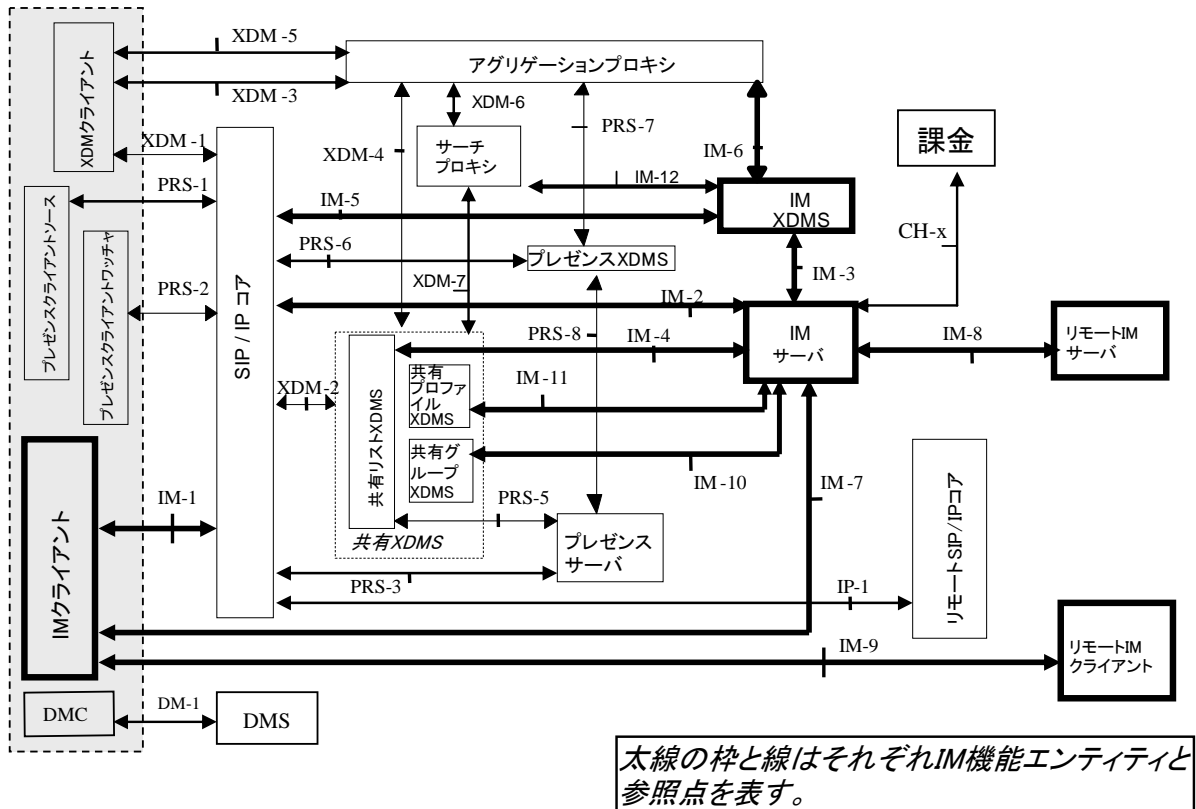 XDM -5
アグリゲーションプロキシ
XDMクライアント
XDM -3
XDM-6
XDM-4
サーチ
プロキシ
PRS-7
IM-6
課金
XDM -1
PRS-1
IM-12
IM
XDMS
プレゼンスクライアントソース
プレゼンスクライアントウォッチャ
SIP / IP コア
IM-5
PRS-6
プレゼンスXDMS
CH-x
IM -3
XDM-7
PRS-2
IM -2
PRS-8
IM-4
IM
サーバ
IM-8
リモートIM
サーバ
XDM-2
共有リストXDMS
共有
プロファ
イル
XDMS
IM-11
共有グ
ループ
XDMS
IM -10
IM -7
リモートSIP/IPコア
IM-1
PRS-5
共有XDMS
プレゼンス
サーバ
IMクライアント
PRS-3
IP-1
IM-9
リモートIM
クライアント
DMC
DM-1
DMS
太線の枠と線はそれぞれIM機能エンティティと
参照点を表す。